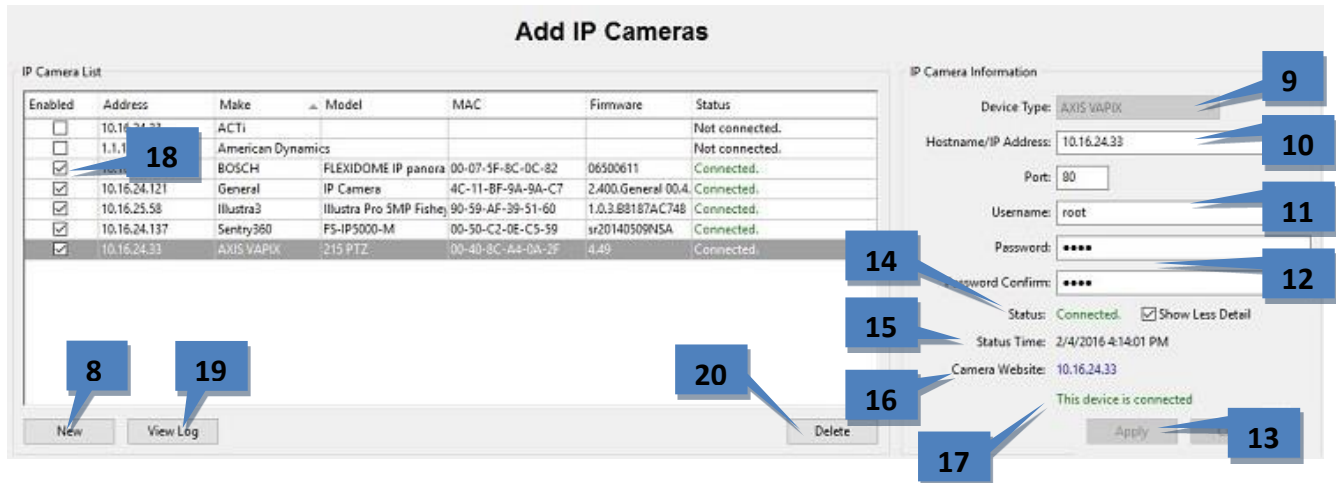 Add IP Cameras
IP Camera List
Enabled Address Make Model MAC Firmware Status
ACTi Not connected.
American Dynamics Not connected.
BOSCH FLEXIDOME IP panora 00-07-5F-8C-0C-82 06500611 Connected.
10.16.24.121 General IP Camera 4C-11-BF-9A-9A-C7 2.400.General 00.4. Connected.
10.16.25.58 Illustra3 Illustra Pro 5MP Fishey 90-59-AF-39-51-60 1.0.3.B8187AC748 Connected.
10.16.24.137 Sentry360 FS-IP5000-M 00-50-C2-0E-C5-59 sr20140509NSA Connected.
10.16.24.33 AXIS VAPIX 215 PTZ 00-40-8C-A4-0A-2F 4.49 Connected.
18
8
19
20
New View Log Delete
IP Camera Information
Device Type: AXIS VAPIX 9
Hostname/IP Address: 10.16.24.33 10
Port: 80
Username: root 11
Password: ●●●● 12
Password Confirm: ●●●●
14
Status: Connected. Show Less Detail
15
Status Time: 2/4/2016 4:14:01 PM
Camera Website: 10.16.24.33
16
This device is connected
Apply 13
17